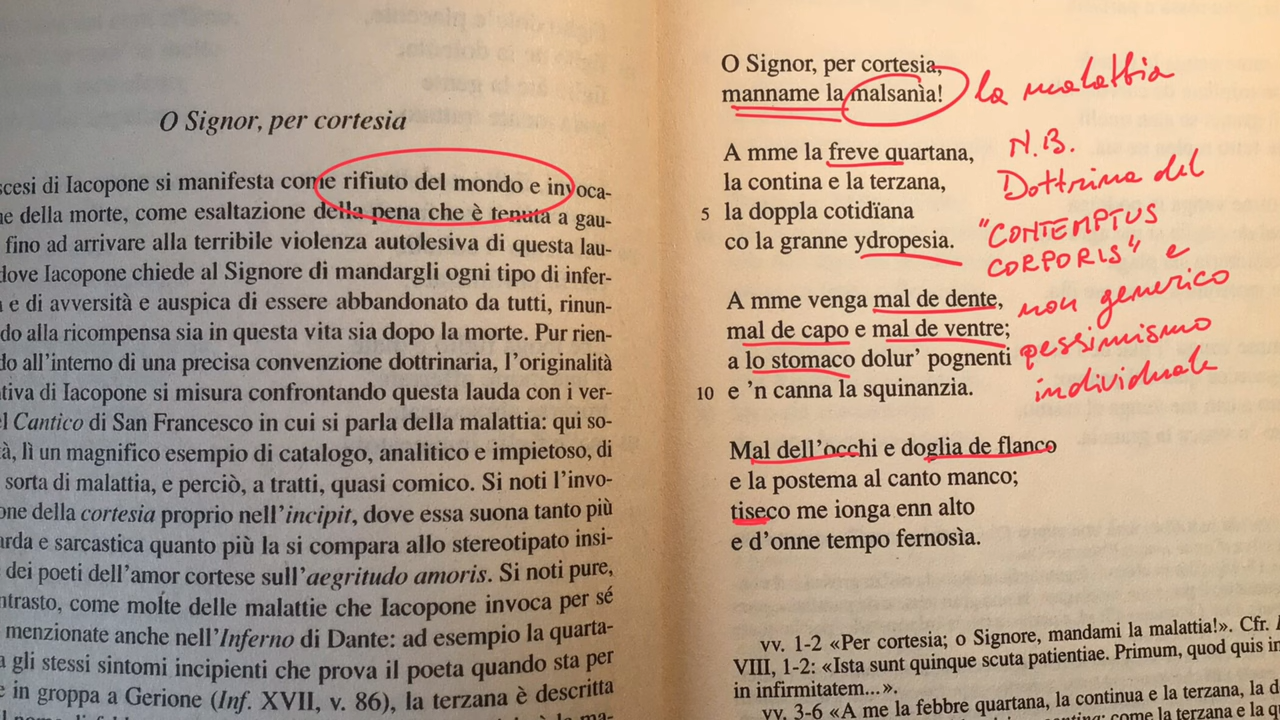 O Signor, per cortesia
scesi di Iacopone si manifesta come rifiuto del mondo e invoca-
ne della morte, come esaltazione della pena che è tenuta a gau-
fino ad arrivare alla terribile violenza autolesiva di questa lau-
dove Iacopone chiede al Signore di mandargli ogni tipo di infer-
e di avversità e auspica di essere abbandonato da tutti, rinun-
do alla ricompensa sia in questa vita sia dopo la morte. Pur rien-
do all'interno di una precisa convenzione dottrinaria, l'originalità
tiva di Iacopone si misura confrontando questa lauda con i ver-
el Cantico di San Francesco in cui si parla della malattia: qui so-
à, lì un magnifico esempio di catalogo, analitico e impietoso, di
sorta di malattia, e perciò, a tratti, quasi comico. Si noti l'invo-
one della cortesia proprio nell'incipit, dove essa suona tanto più
arda e sarcastica quanto più la si compara allo stereotipato insi-
dei poeti dell'amor cortese sull'aegritudo amoris. Si noti pure,
ntrasto, come molte delle malattie che Iacopone invoca per sé
menzionate anche nell'Inferno di Dante: ad esempio la quarta-
a gli stessi sintomi incipienti che prova il poeta quando sta per
e in groppa a Gerione (Inf. XVII, v. 86), la terzana è descritta
O Signor, per cortesia,
manname la malsanìa!
la malattia
A mme la freve quartana,
la contina e la terzana,
5 la doppla cotidïana
co la granne ydropesia.
A mme venga mal de dente,
mal de capo e mal de ventre;
a lo stomaco dolur' pognenti
10 e 'n canna la squinanzia.
Mal dell'occhi e doglia de flanco
e la postema al canto manco;
tiseco me ionga enn alto
e d'onne tempo fernosìa.
N.B.
Dottrina del
"CONTEMPTUS
CORPORIS" e
non generico
pessimismo
individuale
vv. 1-2 «Per cortesia; o Signore, mandami la malattia!». Cfr.
VIII, 1-2: «Ista sunt quinque scuta patientiae. Primum, quod quis in
in infirmitatem...».
vv. 3-6 «A me la febbre quartana, la continua e la terzana, la
come la terzana e la